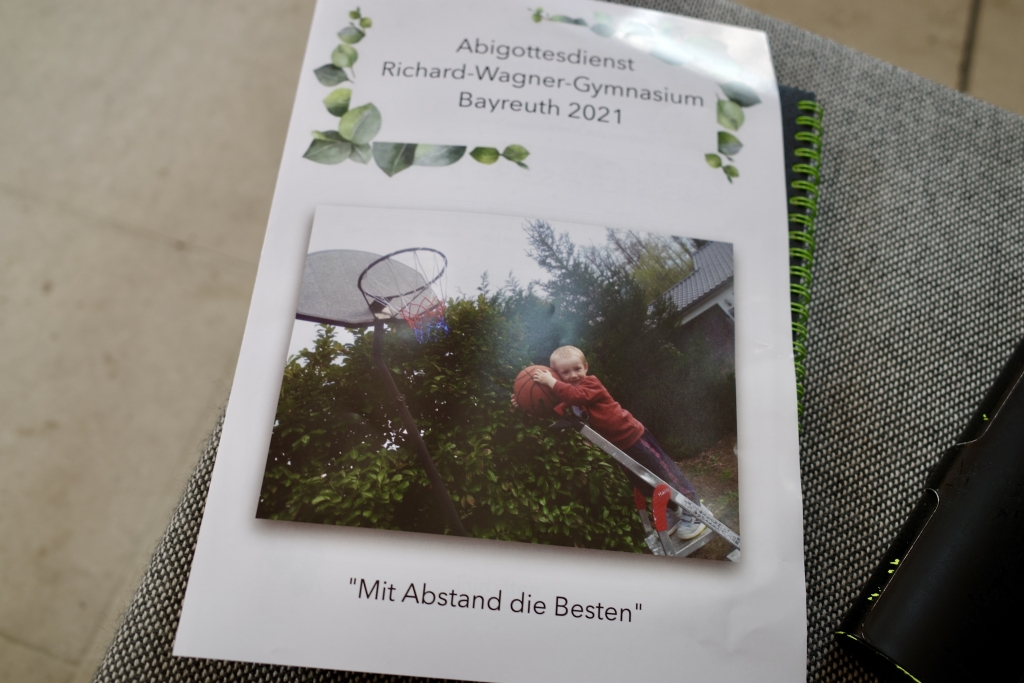 Abigottesdienst
Richard-Wagner-Gymnasium
Bayreuth 2021
"Mit Abstand die Besten"